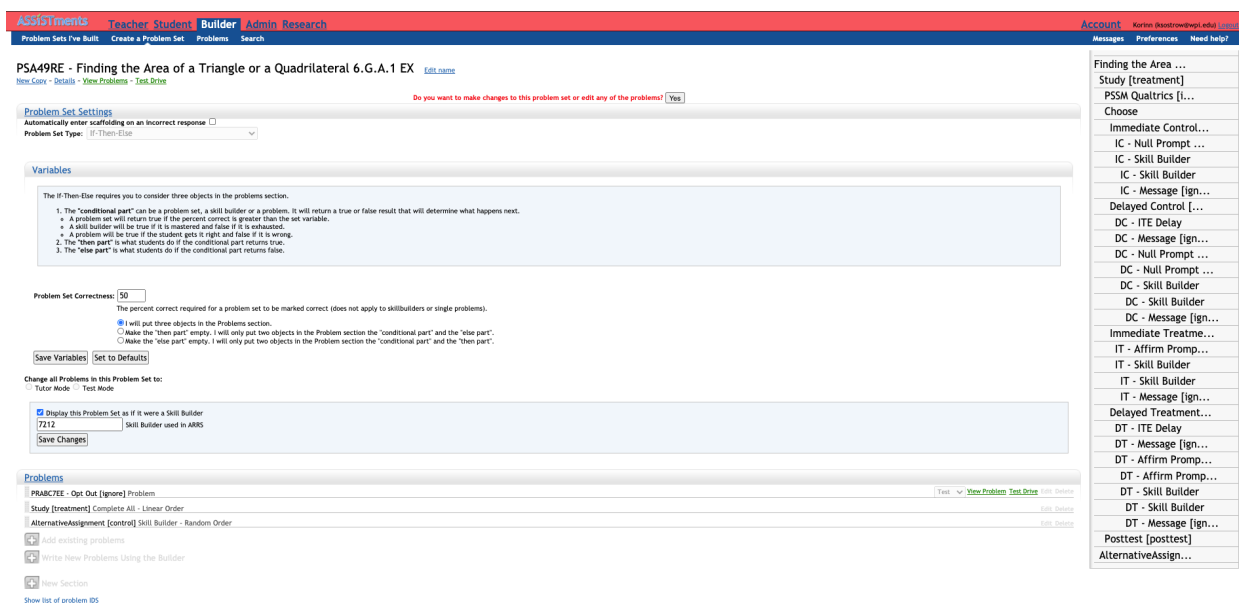 ASSISTments Teacher Student Builder Admin Research Account Korinn (ksostrow@wpi.edu) Logout
Problem Sets I've Built Create a Problem Set Problems Search Messages Preferences Need help?
PSA49RE - Finding the Area of a Triangle or a Quadrilateral 6.G.A.1 EX Edit name
New Copy - Details - View Problems - Test Drive
Do you want to make changes to this problem set or edit any of the problems? Yes
Problem Set Settings
Automatically enter scaffolding on an incorrect response
Problem Set Type: If-Then-Else
Variables
The If-Then-Else requires you to consider three objects in the problems section.
1. The "conditional part" can be a problem set, a skill builder or a problem. It will return a true or false result that will determine what happens next.
A problem set will return true if the percent correct is greater than the set variable.
A skill builder will be true if it is mastered and false if it is exhausted.
A problem will be true if the student gets it right and false if it is wrong.
2. The "then part" is what students do if the conditional part returns true.
3. The "else part" is what students do if the conditional part returns false.
Problem Set Correctness: 50
The percent correct required for a problem set to be marked correct (does not apply to skillbuilders or single problems).
I will put three objects in the Problems section.
Make the "then part" empty. I will only put two objects in the Problem section the "conditional part" and the "else part".
Make the "else part" empty. I will only put two objects in the Problem section the "conditional part" and the "then part".
Save Variables Set to Defaults
Change all Problems in this Problem Set to:
Tutor Mode Test Mode
Display this Problem Set as if it were a Skill Builder
7212 Skill Builder used in ARRS
Save Changes
Problems
PRABC7EE - Opt Out [ignore] Problem Test View Problem Test Drive Edit Delete
Study [treatment] Complete All - Linear Order Edit Delete
AlternativeAssignment [control] Skill Builder - Random Order Edit Delete
Add existing problems
Write New Problems Using the Builder
New Section
Show list of problem IDS
Finding the Area ...
Study [treatment]
PSSM Qualtrics [i...
Choose
Immediate Control...
IC - Null Prompt ...
IC - Skill Builder
IC - Skill Builder
IC - Message [ign...
Delayed Control [...
DC - ITE Delay
DC - Message [ign...
DC - Null Prompt ...
DC - Null Prompt ...
DC - Skill Builder
DC - Skill Builder
DC - Message [ign...
Immediate Treatme...
IT - Affirm Promp...
IT - Skill Builder
IT - Skill Builder
IT - Message [ign...
Delayed Treatment...
DT - ITE Delay
DT - Message [ign...
DT - Affirm Promp...
DT - Affirm Promp...
DT - Skill Builder
DT - Skill Builder
DT - Message [ign...
Posttest [posttest]
AlternativeAssign...